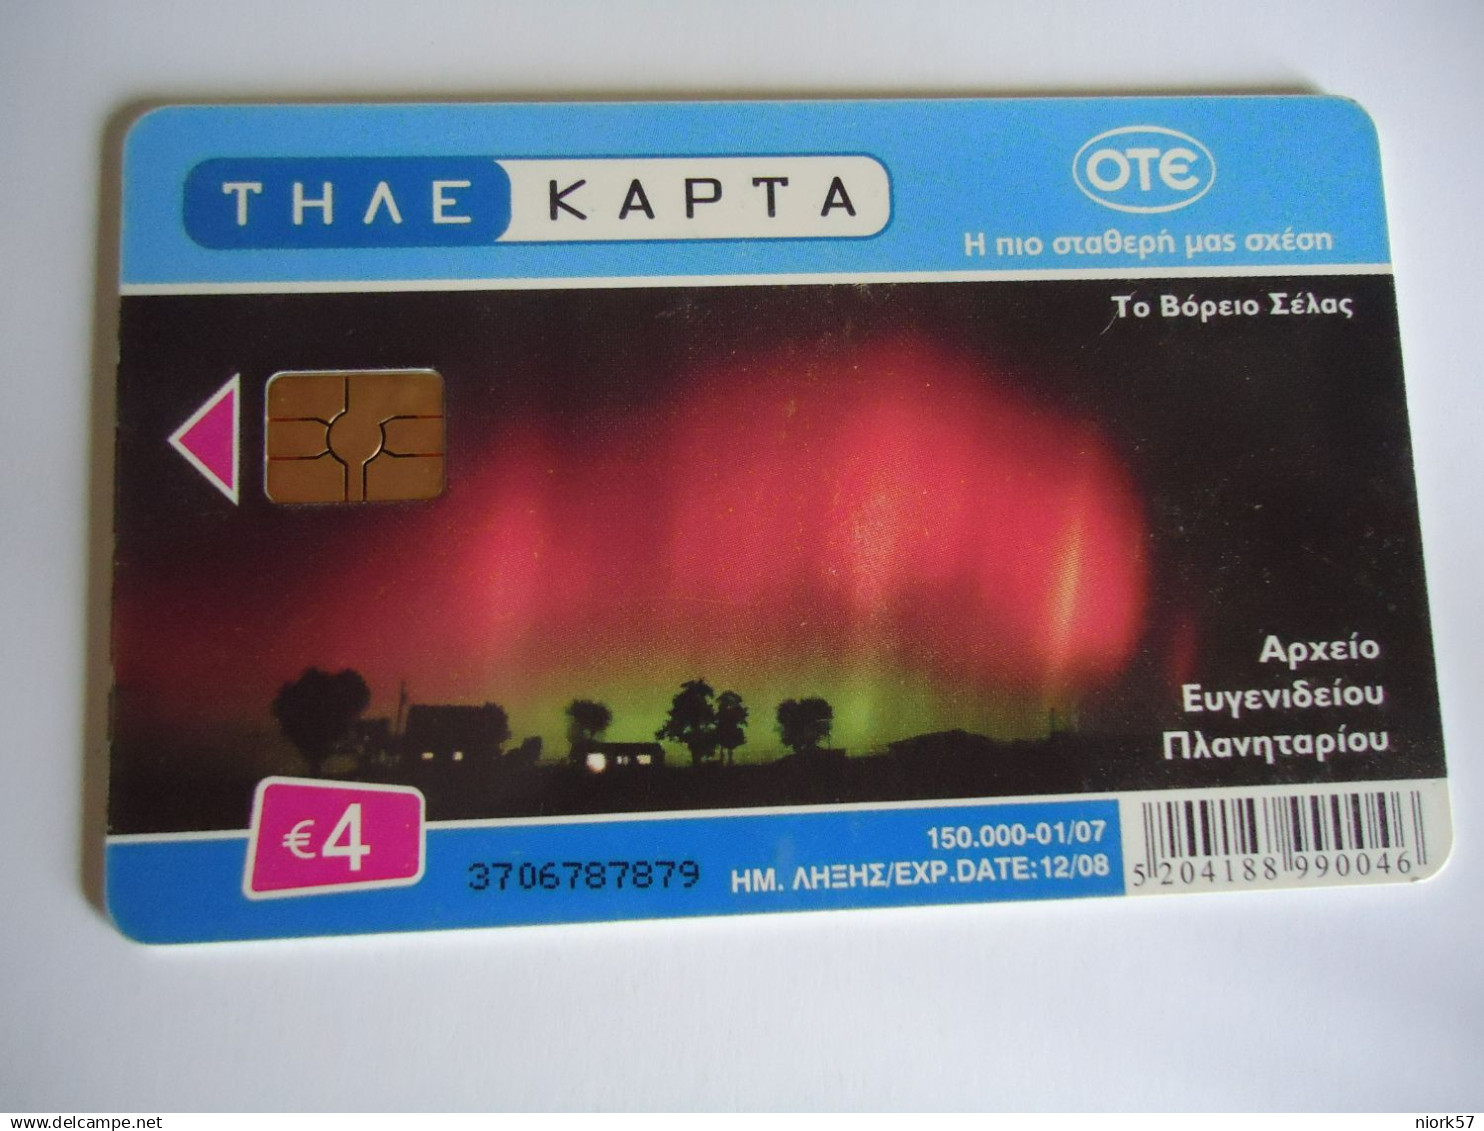 ΤΗΛΕ ΚΑΡΤΑ
ΟΤΕ
Η πιο σταθερή μας σχέση
Το Βόρειο Σέλας
Αρχείο
Ευγενιδείου
Πλανηταρίου
€4
3706787879
150.000-01/07
ΗΜ. ΛΗΞΗΣ/EXP.DATE:12/08
5 204188 990046
niork57